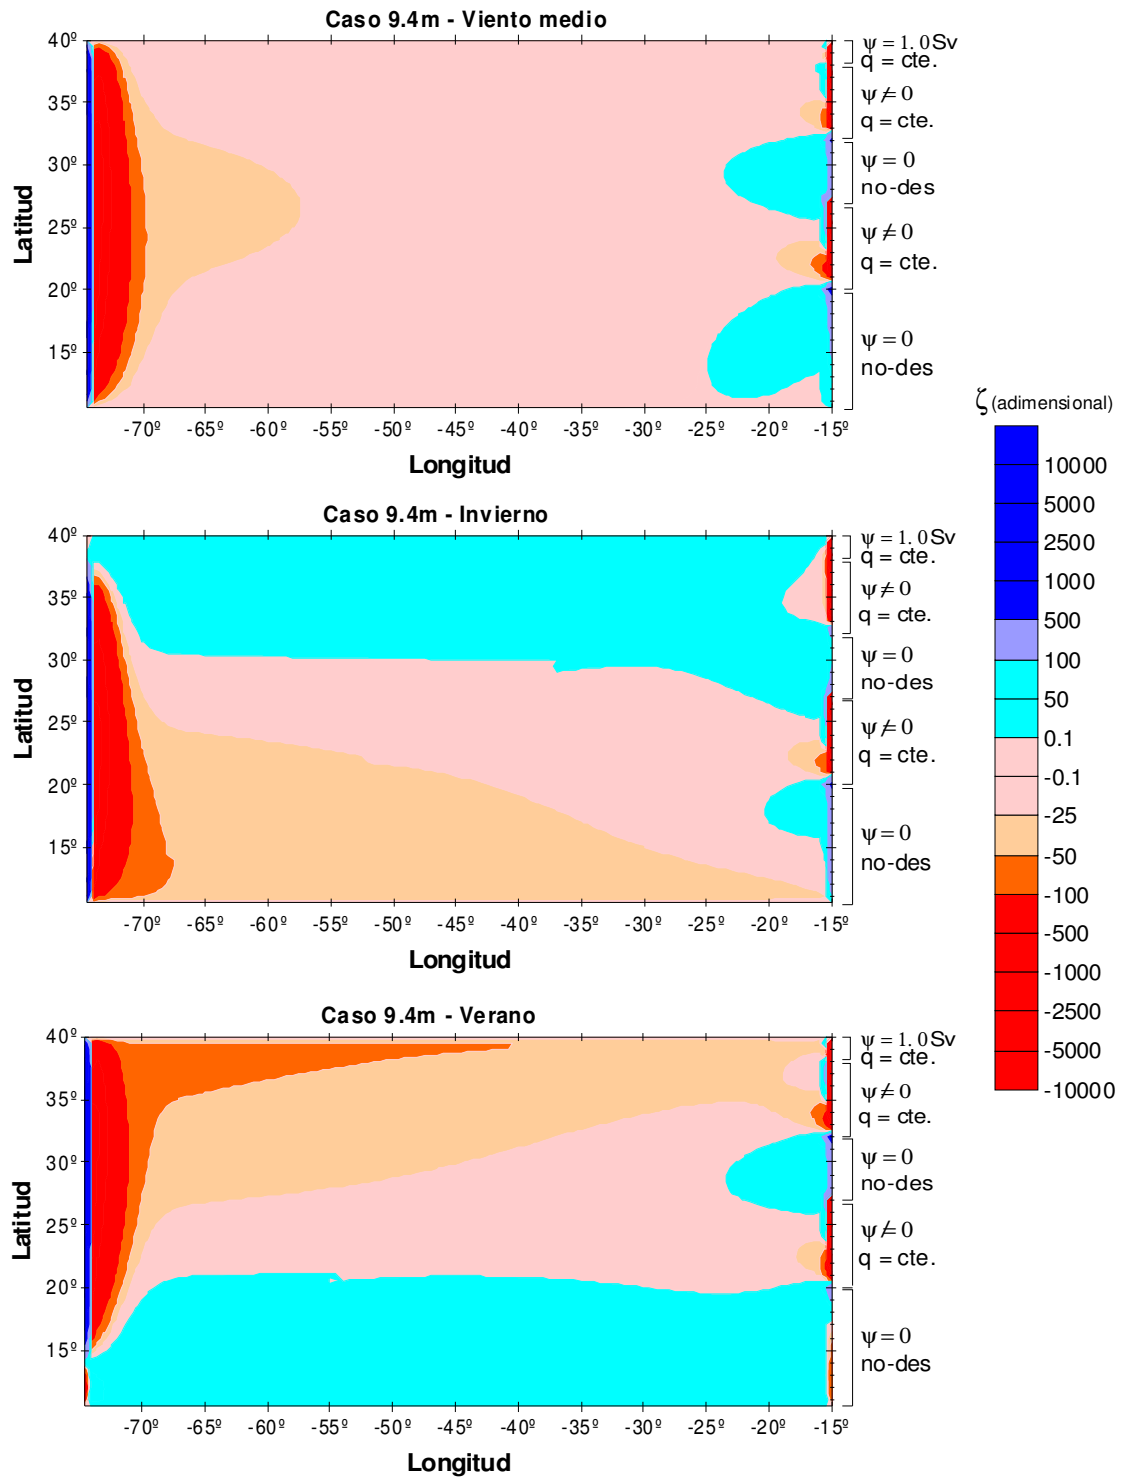 Caso 9.4m - Viento medio
40º
35º
30º
25º
20º
15º
Latitud
-70º -65º -60º -55º -50º -45º -40º -35º -30º -25º -20º -15º
Longitud
ψ = 1.0Sv
q = cte.
ψ ≠ 0
q = cte.
ψ = 0
no-des
ψ ≠ 0
q = cte.
ψ = 0
no-des
Caso 9.4m - Invierno
40º
35º
30º
25º
20º
15º
Latitud
-70º -65º -60º -55º -50º -45º -40º -35º -30º -25º -20º -15º
Longitud
ψ = 1.0Sv
q = cte.
ψ ≠ 0
q = cte.
ψ = 0
no-des
ψ ≠ 0
q = cte.
ψ = 0
no-des
Caso 9.4m - Verano
40º
35º
30º
25º
20º
15º
Latitud
-70º -65º -60º -55º -50º -45º -40º -35º -30º -25º -20º -15º
Longitud
ψ = 1.0Sv
q = cte.
ψ ≠ 0
q = cte.
ψ = 0
no-des
ψ ≠ 0
q = cte.
ψ = 0
no-des
ζ (adimensional)
10000
5000
2500
1000
500
100
50
0.1
-0.1
-25
-50
-100
-500
-1000
-2500
-5000
-10000